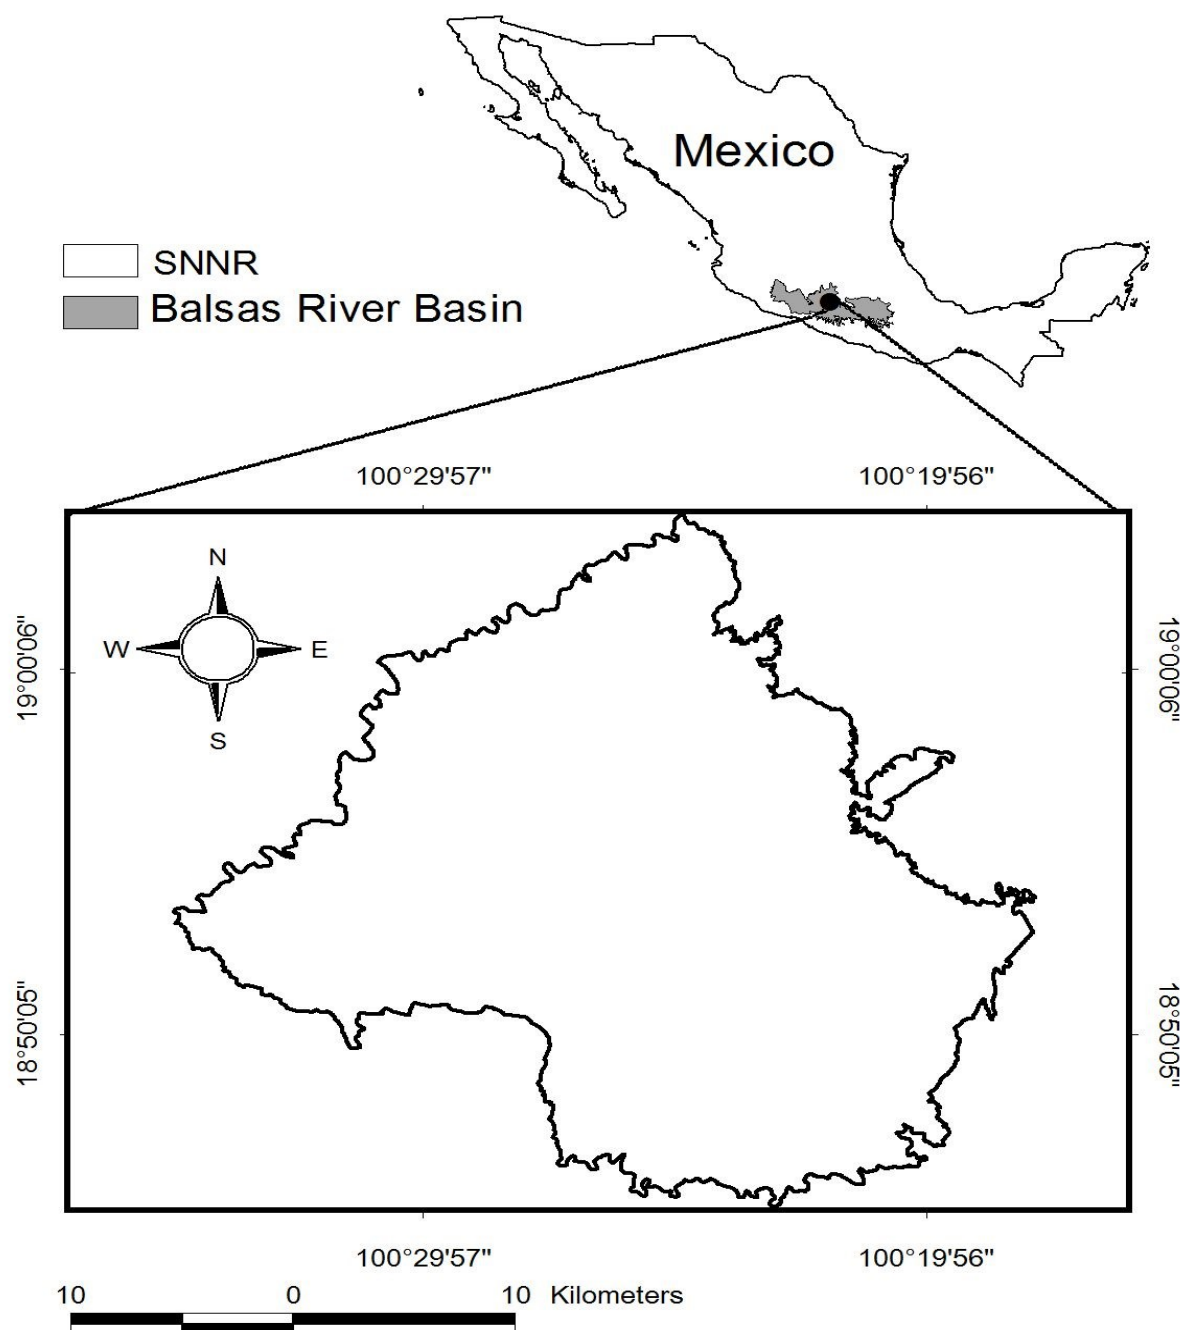 Mexico
SNNR
Balsas River Basin
100°29'57" 100°19'56"
N
W E
S
19°00'06" 19°00'06"
18°50'05" 18°50'05"
100°29'57" 100°19'56"
10 0 10 Kilometers